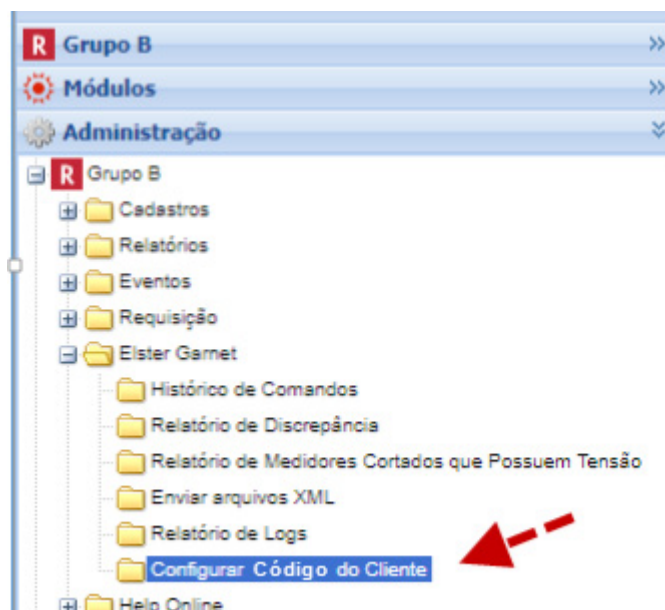 R Grupo B
Módulos
Administração
R Grupo B
Cadastros
Relatórios
Eventos
Requisição
Elster Garnet
Histórico de Comandos
Relatório de Discrepância
Relatório de Medidores Cortados que Possuem Tensão
Enviar arquivos XML
Relatório de Logs
Configurar Código do Cliente
Help Online